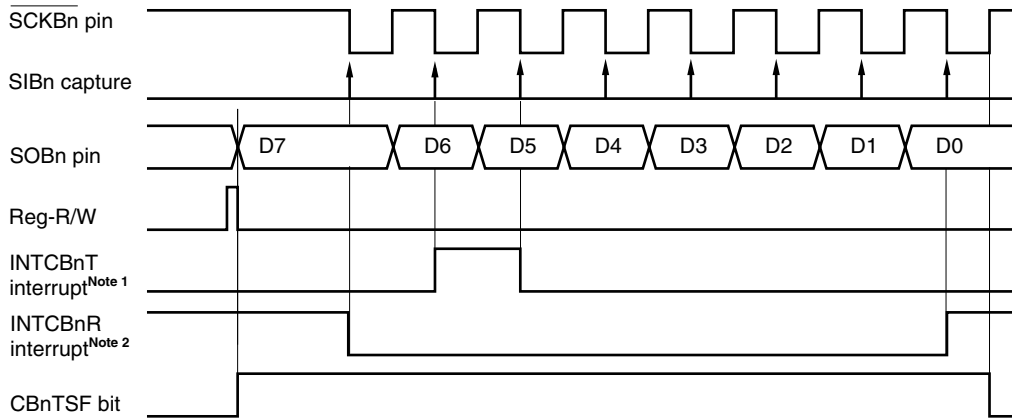 SCKBn pin
SIBn capture
SOBn pin
D7 D6 D5 D4 D3 D2 D1 D0
Reg-R/W
INTCBnT
interruptNote 1
INTCBnR
interruptNote 2
CBnTSF bit